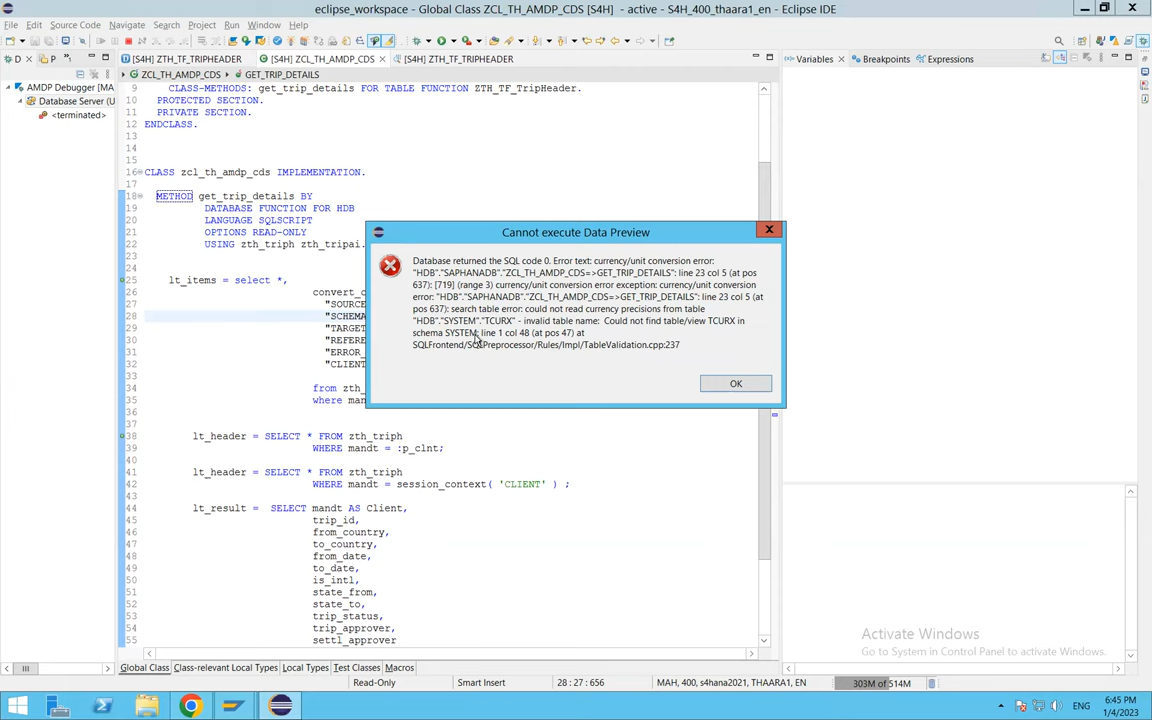 eclipse_workspace - Global Class ZCL_TH_AMDP_CDS [S4H] - active - S4H_400_thaara1_en - Eclipse IDE
File Edit Source Code Navigate Search Project Run Window Help
D P [S4H] ZTH_TF_TRIPHEADER [S4H] ZCL_TH_AMDP_CDS [S4H] ZTH_TF_TRIPHEADER Variables Breakpoints Expressions
ZCL_TH_AMDP_CDS GET_TRIP_DETAILS
AMDP Debugger [MA
Database Server (U
<terminated>
9 CLASS-METHODS: get_trip_details FOR TABLE FUNCTION ZTH_TF_TripHeader.
10 PROTECTED SECTION.
11 PRIVATE SECTION.
12 ENDCLASS.
13
14
15
16 CLASS zcl_th_amdp_cds IMPLEMENTATION.
17
18 METHOD get_trip_details BY
19 DATABASE FUNCTION FOR HDB
20 LANGUAGE SQLSCRIPT
21 OPTIONS READ-ONLY
22 USING zth_triph zth_tripai.
25 lt_items = select *,
26 convert_c
27 "SOUR
28 "SCHEMA
29 "TARGET
30 "REFERE
31 "ERROR_
32 "CLIENT
33
34 from zth_
35 where man
38 lt_header = SELECT * FROM zth_triph
39 WHERE mandt = :p_clnt;
40
41 lt_header = SELECT * FROM zth_triph
42 WHERE mandt = session_context( 'CLIENT' ) ;
44 lt_result = SELECT mandt AS Client,
45 trip_id,
46 from_country,
47 to_country,
48 from_date,
49 to_date,
50 is_intl,
51 state_from,
52 state_to,
53 trip_status,
54 trip_approver,
55 settl_approver
Cannot execute Data Preview
Database returned the SQL code 0. Error text: currency/unit conversion error:
"HDB"."SAPHANADB"."ZCL_TH_AMDP_CDS=>GET_TRIP_DETAILS": line 23 col 5 (at pos
637): [719] (range 3) currency/unit conversion error exception: currency/unit conversion
error: "HDB"."SAPHANADB"."ZCL_TH_AMDP_CDS=>GET_TRIP_DETAILS": line 23 col 5 (at
pos 637): search table error: could not read currency precisions from table
"HDB"."SYSTEM"."TCURX" - invalid table name: Could not find table/view TCURX in
schema SYSTEM: line 1 col 48 (at pos 47) at
SQLFrontend/SQLPreprocessor/Rules/Impl/TableValidation.cpp:237
OK
Activate Windows
Go to System in Control Panel to activate Windows.
Global Class Class-relevant Local Types Local Types Test Classes Macros
Read-Only Smart Insert 28 : 27 : 656 MAH, 400, s4hana2021, THAARA1, EN 303M of 514M
ENG 6:45 PM
1/4/2023